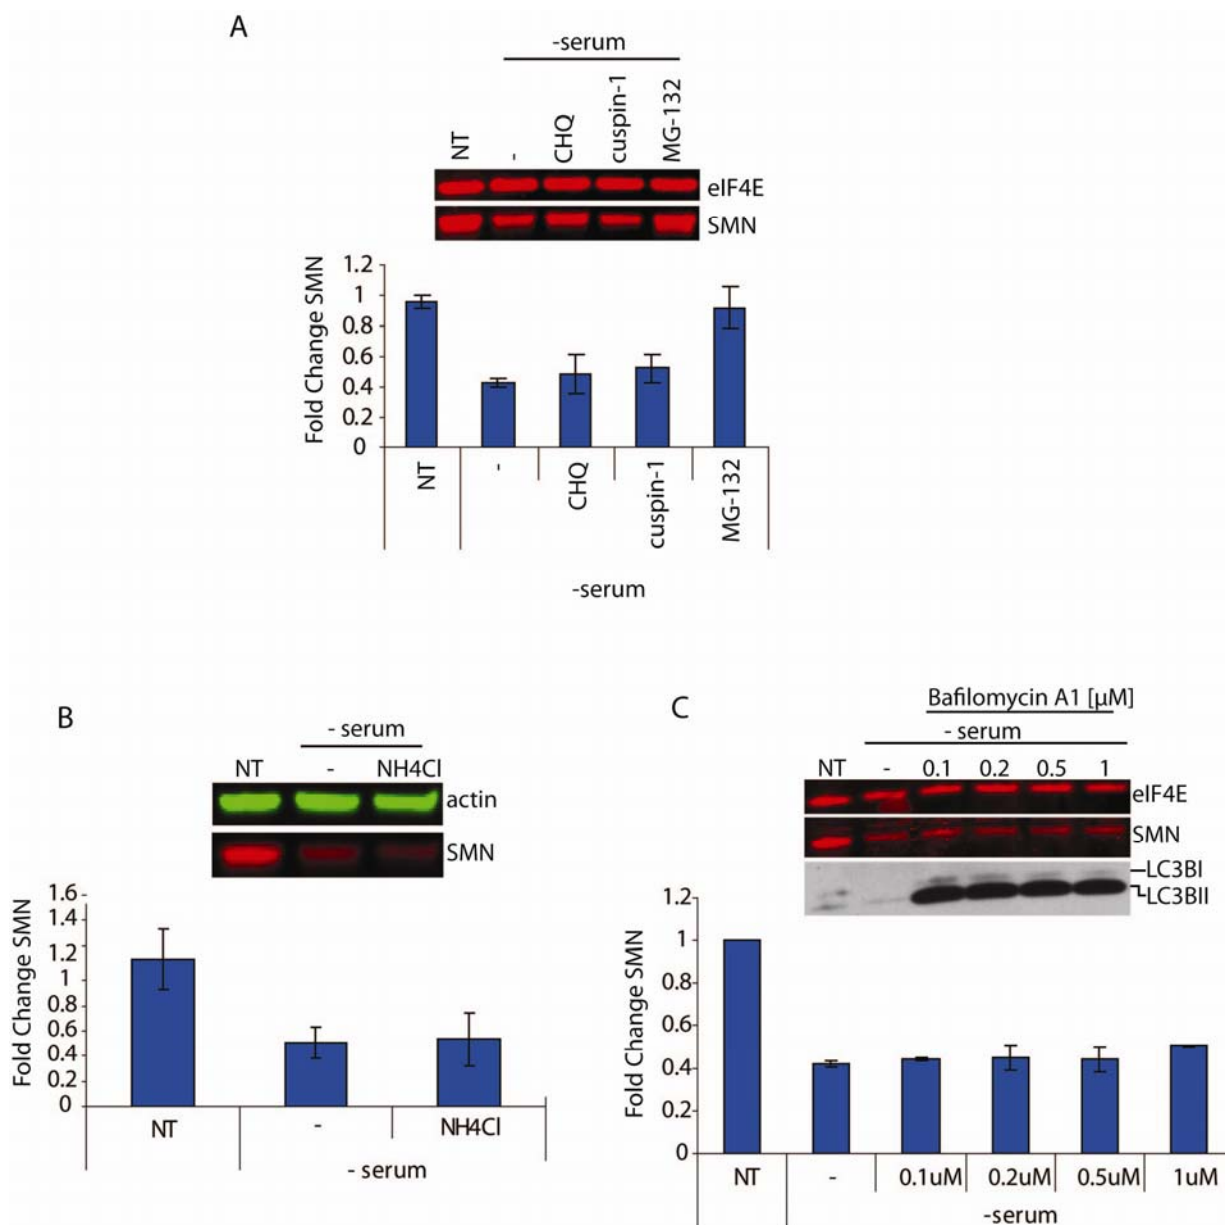 A
-serum
NT
-
CHQ
cuspin-1
MG-132
eIF4E
SMN
Fold Change SMN
1.2
1
0.8
0.6
0.4
0.2
0
NT
-
CHQ
cuspin-1
MG-132
-serum
B
- serum
NT - NH4Cl
actin
SMN
Fold Change SMN
1.6
1.4
1.2
1
0.8
0.6
0.4
0.2
0
NT - NH4Cl
- serum
C
Bafilomycin A1 [μM]
- serum
NT - 0.1 0.2 0.5 1
eIF4E
SMN
LC3BI
LC3BII
Fold Change SMN
1.2
1
0.8
0.6
0.4
0.2
0
NT - 0.1uM 0.2uM 0.5uM 1uM
-serum